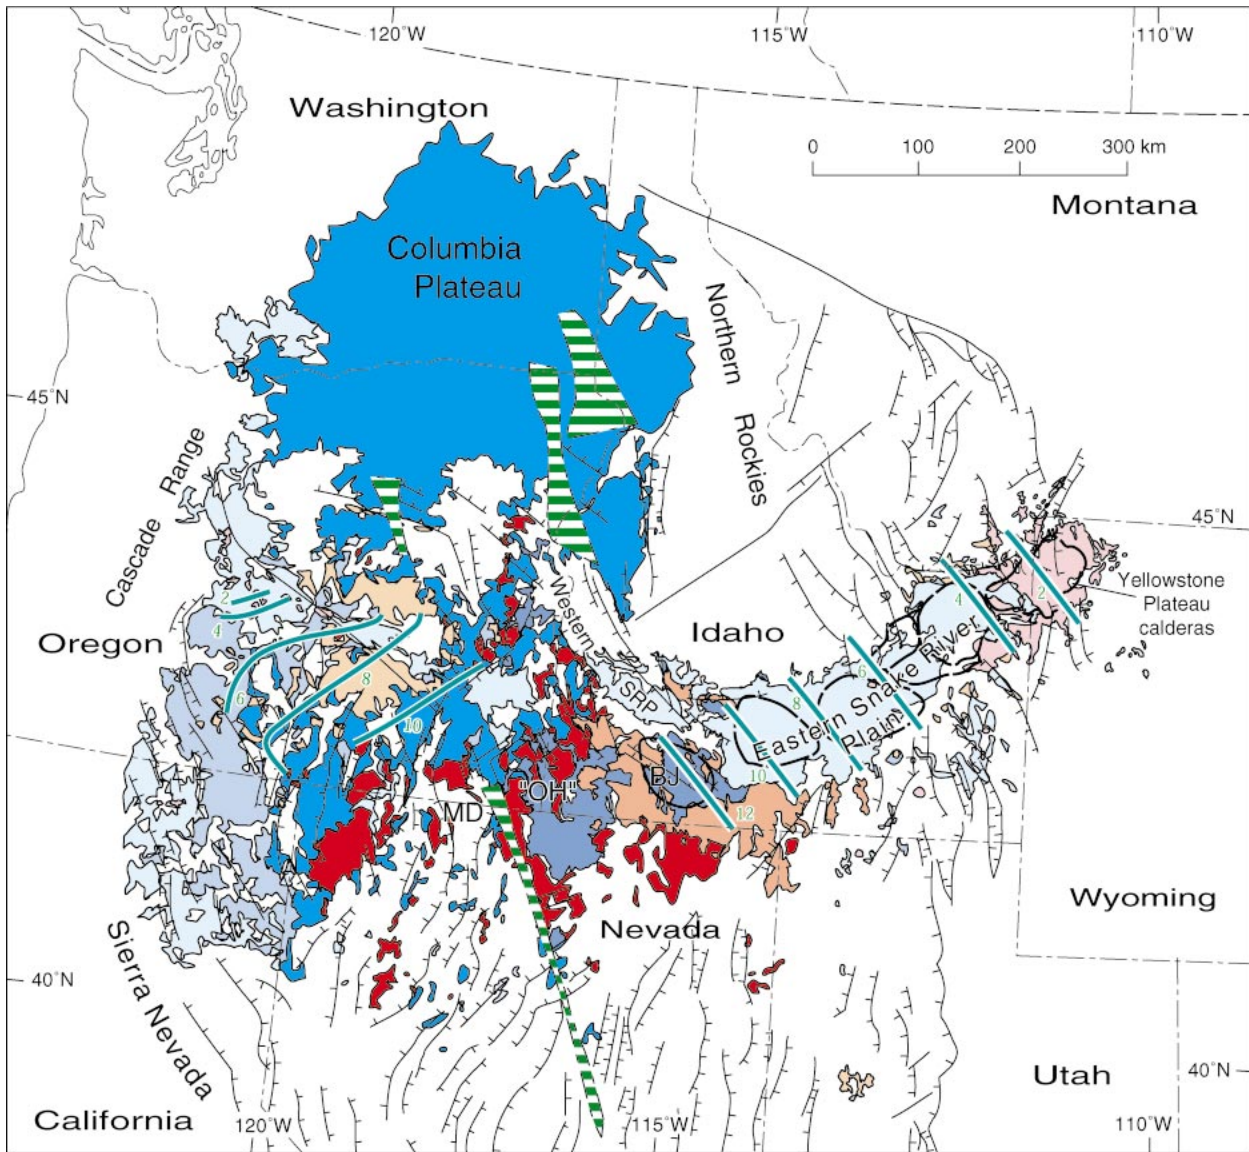 120°W
115°W
110°W
Washington
0 100 200 300 km
Montana
Columbia
Plateau
Northern
Rockies
45°N
Cascade Range
45°N
2
4
Oregon
6
8
10
Western
SRP
Idaho
Eastern Snake River
Plain
2
4
6
8
10
12
Yellowstone
Plateau
calderas
BJ
"OH"
MD
Wyoming
Nevada
Sierra Nevada
40°N
40°N
Utah
California
120°W
115°W
110°W